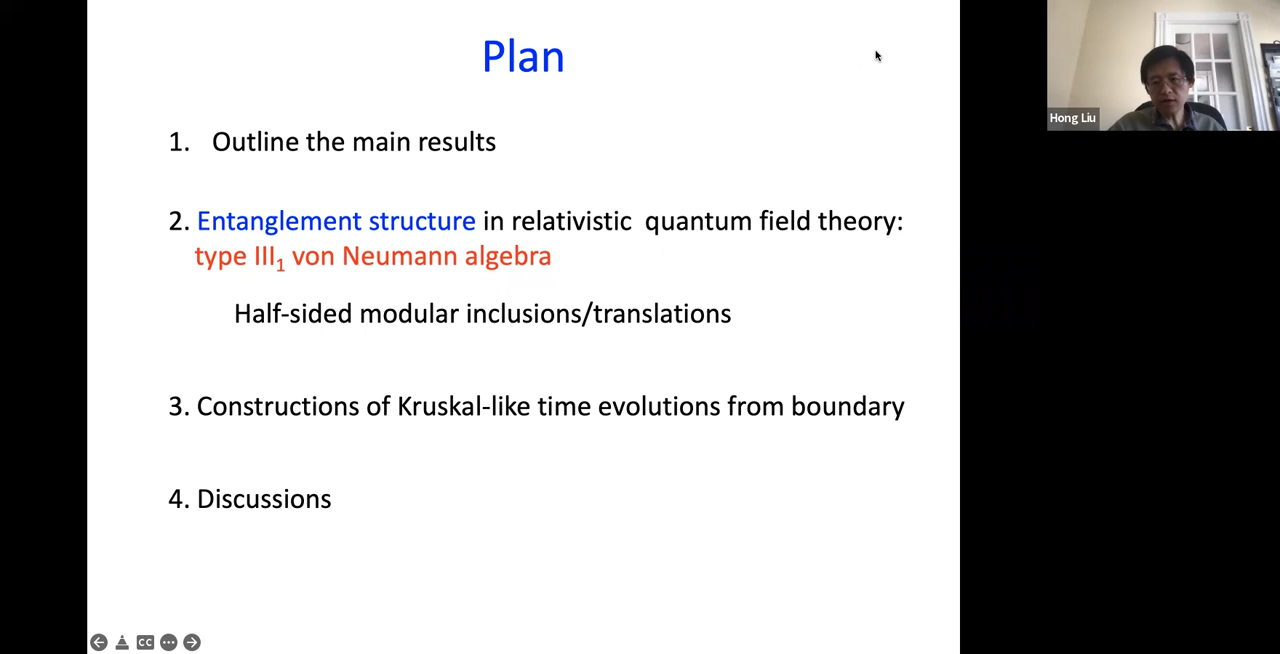 Plan
Hong Liu
1. Outline the main results
2. Entanglement structure in relativistic quantum field theory:
type III₁ von Neumann algebra
Half-sided modular inclusions/translations
3. Constructions of Kruskal-like time evolutions from boundary
4. Discussions
CC